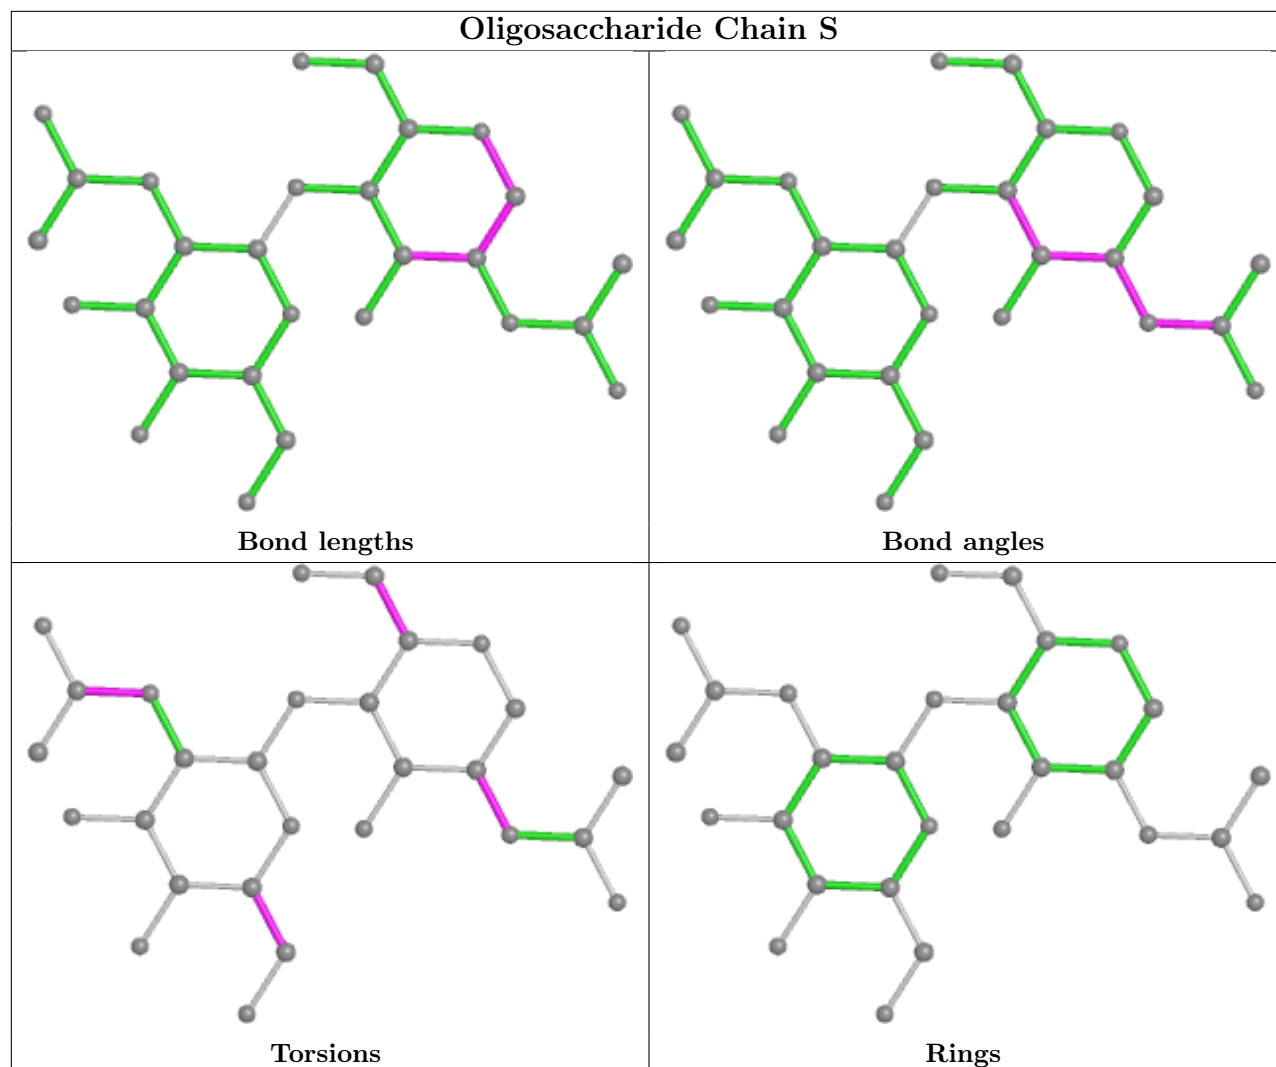 Oligosaccharide Chain S
Bond lengths
Bond angles
Torsions
Rings